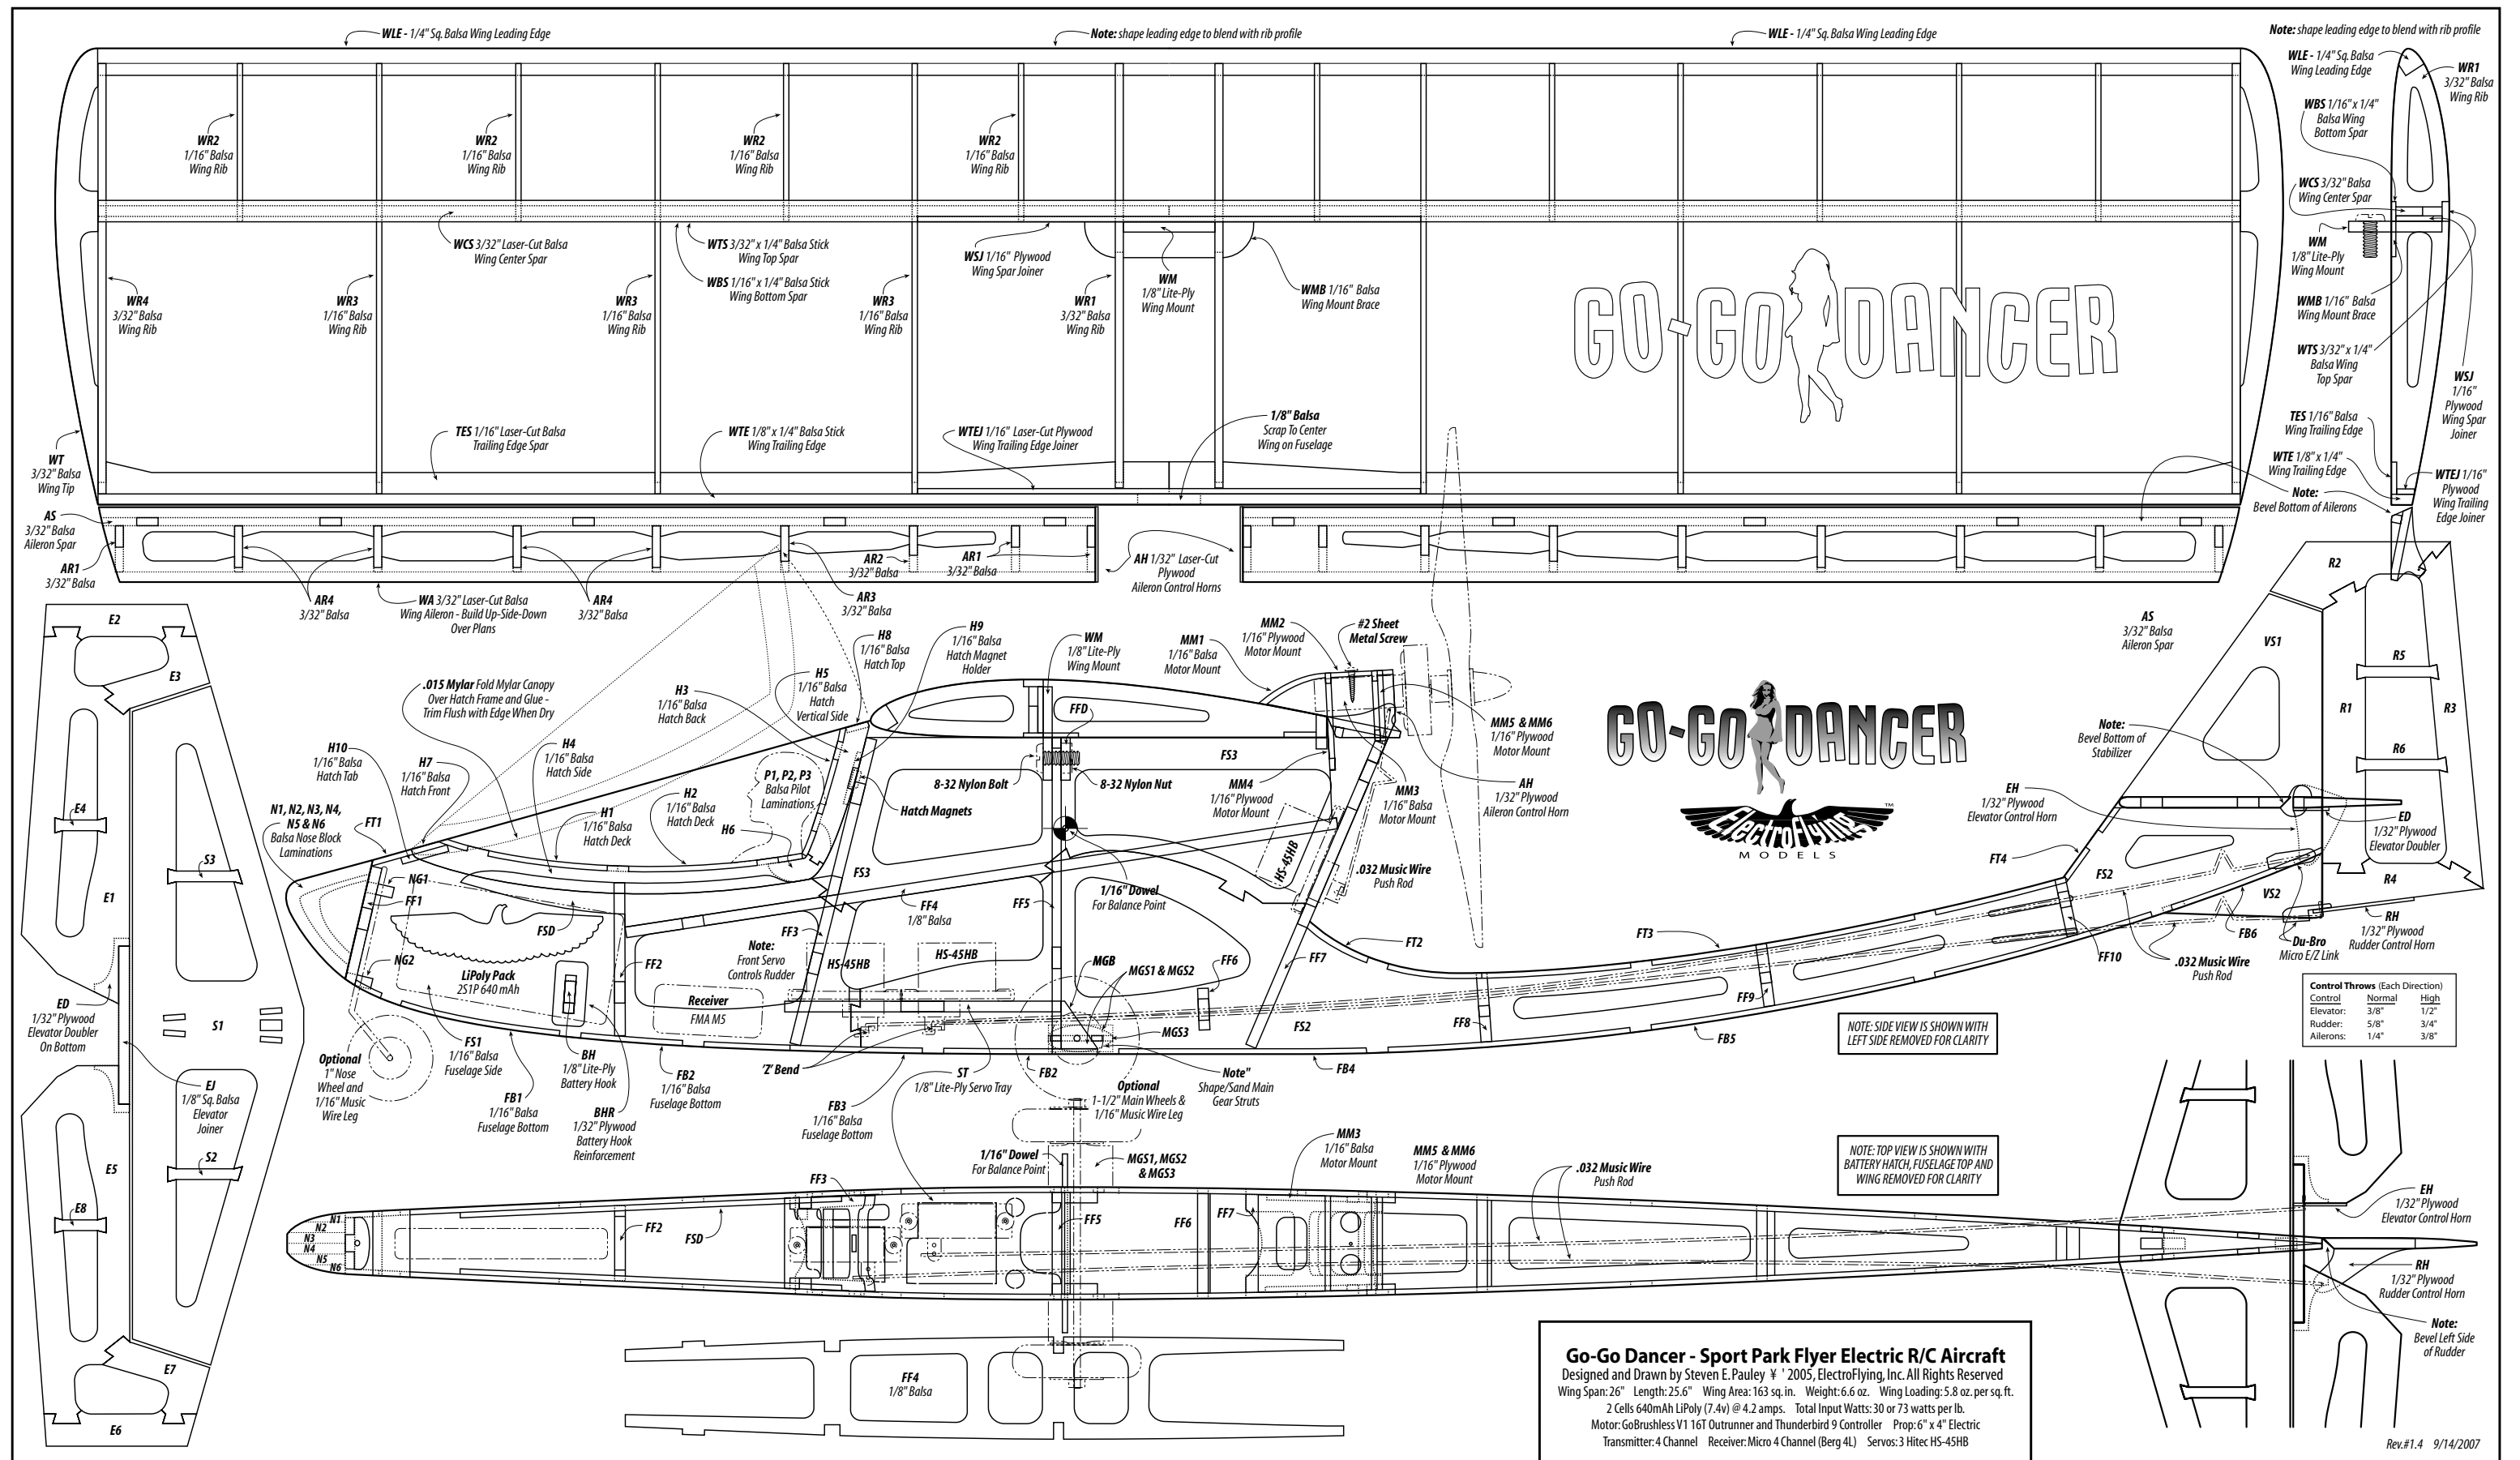 WLE - 1/4" Sq. Balsa Wing Leading Edge
Note: shape leading edge to blend with rib profile
WLE - 1/4" Sq. Balsa Wing Leading Edge
Note: shape leading edge to blend with rib profile
WLE - 1/4" Sq. Balsa
Wing Leading Edge
WR1
3/32" Balsa
Wing Rib
WBS 1/16" x 1/4"
Balsa Wing
Bottom Spar
WCS 3/32" Balsa
Wing Center Spar
WM
1/8" Lite-Ply
Wing Mount
WMB 1/16" Balsa
Wing Mount Brace
WTS 3/32" x 1/4"
Balsa Wing
Top Spar
WSJ
1/16"
Plywood
Wing Spar
Joiner
TES 1/16" Balsa
Wing Trailing Edge
WTE 1/8" x 1/4"
Wing Trailing Edge
WTEJ 1/16"
Plywood
Wing Trailing
Edge Joiner
Note:
Bevel Bottom of Ailerons
WR2
1/16" Balsa
Wing Rib
WR2
1/16" Balsa
Wing Rib
WR2
1/16" Balsa
Wing Rib
WR2
1/16" Balsa
Wing Rib
WCS 3/32" Laser-Cut Balsa
Wing Center Spar
WTS 3/32" x 1/4" Balsa Stick
Wing Top Spar
WBS 1/16" x 1/4" Balsa Stick
Wing Bottom Spar
WSJ 1/16" Plywood
Wing Spar Joiner
WM
1/8" Lite-Ply
Wing Mount
WMB 1/16" Balsa
Wing Mount Brace
WR4
3/32" Balsa
Wing Rib
WR3
1/16" Balsa
Wing Rib
WR3
1/16" Balsa
Wing Rib
WR3
1/16" Balsa
Wing Rib
WR1
3/32" Balsa
Wing Rib
GO-GO DANCER
WT
3/32" Balsa
Wing Tip
TES 1/16" Laser-Cut Balsa
Trailing Edge Spar
WTE 1/8" x 1/4" Balsa Stick
Wing Trailing Edge
WTEJ 1/16" Laser-Cut Plywood
Wing Trailing Edge Joiner
1/8" Balsa
Scrap To Center
Wing on Fuselage
AS
3/32" Balsa
Aileron Spar
AR1
3/32" Balsa
AR4
3/32" Balsa
WA 3/32" Laser-Cut Balsa
Wing Aileron - Build Up-Side-Down
Over Plans
AR4
3/32" Balsa
AR3
3/32" Balsa
AR2
3/32" Balsa
AR1
3/32" Balsa
AH 1/32" Laser-Cut
Plywood
Aileron Control Horns
AS
3/32" Balsa
Aileron Spar
E2
E3
E4
E1
S3
S1
ED
1/32" Plywood
Elevator Doubler
On Bottom
EJ
1/8" Sq. Balsa
Elevator
Joiner
S2
E5
E8
E7
E6
.015 Mylar Fold Mylar Canopy
Over Hatch Frame and Glue -
Trim Flush with Edge When Dry
H10
1/16" Balsa
Hatch Tab
H7
1/16" Balsa
Hatch Front
H4
1/16" Balsa
Hatch Side
H3
1/16" Balsa
Hatch Back
H5
1/16" Balsa
Hatch
Vertical Side
H8
1/16" Balsa
Hatch Top
H9
1/16" Balsa
Hatch Magnet
Holder
WM
1/8" Lite-Ply
Wing Mount
MM1
1/16" Balsa
Motor Mount
MM2
1/16" Plywood
Motor Mount
#2 Sheet
Metal Screw
MM5 & MM6
1/16" Plywood
Motor Mount
AH
1/32" Plywood
Aileron Control Horn
MM3
1/16" Balsa
Motor Mount
MM4
1/16" Plywood
Motor Mount
FFD
FS3
8-32 Nylon Bolt
8-32 Nylon Nut
Hatch Magnets
P1, P2, P3
Balsa Pilot
Laminations
H2
1/16" Balsa
Hatch Deck
H6
H1
1/16" Balsa
Hatch Deck
N1, N2, N3, N4,
N5 & N6
Balsa Nose Block
Laminations
FT1
NG1
FF1
NG2
FSD
LiPoly Pack
2S1P 640 mAh
FF2
FS3
FF3
Note:
Front Servo
Controls Rudder
HS-45HB
HS-45HB
HS-45HB
FF4
1/8" Balsa
FF5
1/16" Dowel
For Balance Point
.032 Music Wire
Push Rod
Receiver
FMA M5
MGB
MGS1 & MGS2
MGS3
FF6
FF7
FT2
FS2
FF8
FT3
FF9
FB5
FF10
FT4
FS2
VS2
FB6
Optional
1" Nose
Wheel and
1/16" Music
Wire Leg
FS1
1/16" Balsa
Fuselage Side
FB1
1/16" Balsa
Fuselage Bottom
BH
1/8" Lite-Ply
Battery Hook
BHR
1/32" Plywood
Battery Hook
Reinforcement
FB2
1/16" Balsa
Fuselage Bottom
'Z' Bend
FB3
1/16" Balsa
Fuselage Bottom
ST
1/8" Lite-Ply Servo Tray
FB2
Optional
1-1/2" Main Wheels &
1/16" Music Wire Leg
Note"
Shape/Sand Main
Gear Struts
FB4
GO-GO DANCER
ElectroFlying
TM
MODELS
R2
VS1
R1
R5
R3
R6
R4
Note:
Bevel Bottom of
Stabilizer
EH
1/32" Plywood
Elevator Control Horn
ED
1/32" Plywood
Elevator Doubler
RH
1/32" Plywood
Rudder Control Horn
Du-Bro
Micro E/Z Link
.032 Music Wire
Push Rod
Control Throws (Each Direction)
Control Normal High
Elevator: 3/8" 1/2"
Rudder: 5/8" 3/4"
Ailerons: 1/4" 3/8"
NOTE: SIDE VIEW IS SHOWN WITH
LEFT SIDE REMOVED FOR CLARITY
NOTE: TOP VIEW IS SHOWN WITH
BATTERY HATCH, FUSELAGE TOP AND
WING REMOVED FOR CLARITY
N1
N2
N3
N4
N5
N6
FF2
FSD
FF3
1/16" Dowel
For Balance Point
MGS1, MGS2
& MGS3
FF5
FF6
FF7
MM3
1/16" Balsa
Motor Mount
MM5 & MM6
1/16" Plywood
Motor Mount
.032 Music Wire
Push Rod
EH
1/32" Plywood
Elevator Control Horn
RH
1/32" Plywood
Rudder Control Horn
Note:
Bevel Left Side
of Rudder
FF4
1/8" Balsa
Go-Go Dancer - Sport Park Flyer Electric R/C Aircraft
Designed and Drawn by Steven E. Pauley ¥ ' 2005, ElectroFlying, Inc. All Rights Reserved
Wing Span: 26" Length: 25.6" Wing Area: 163 sq. in. Weight: 6.6 oz. Wing Loading: 5.8 oz. per sq. ft.
2 Cells 640mAh LiPoly (7.4v) @ 4.2 amps. Total Input Watts: 30 or 73 watts per lb.
Motor: GoBrushless V1 16T Outrunner and Thunderbird 9 Controller Prop: 6" x 4" Electric
Transmitter: 4 Channel Receiver: Micro 4 Channel (Berg 4L) Servos: 3 Hitec HS-45HB
Rev.#1.4 9/14/2007